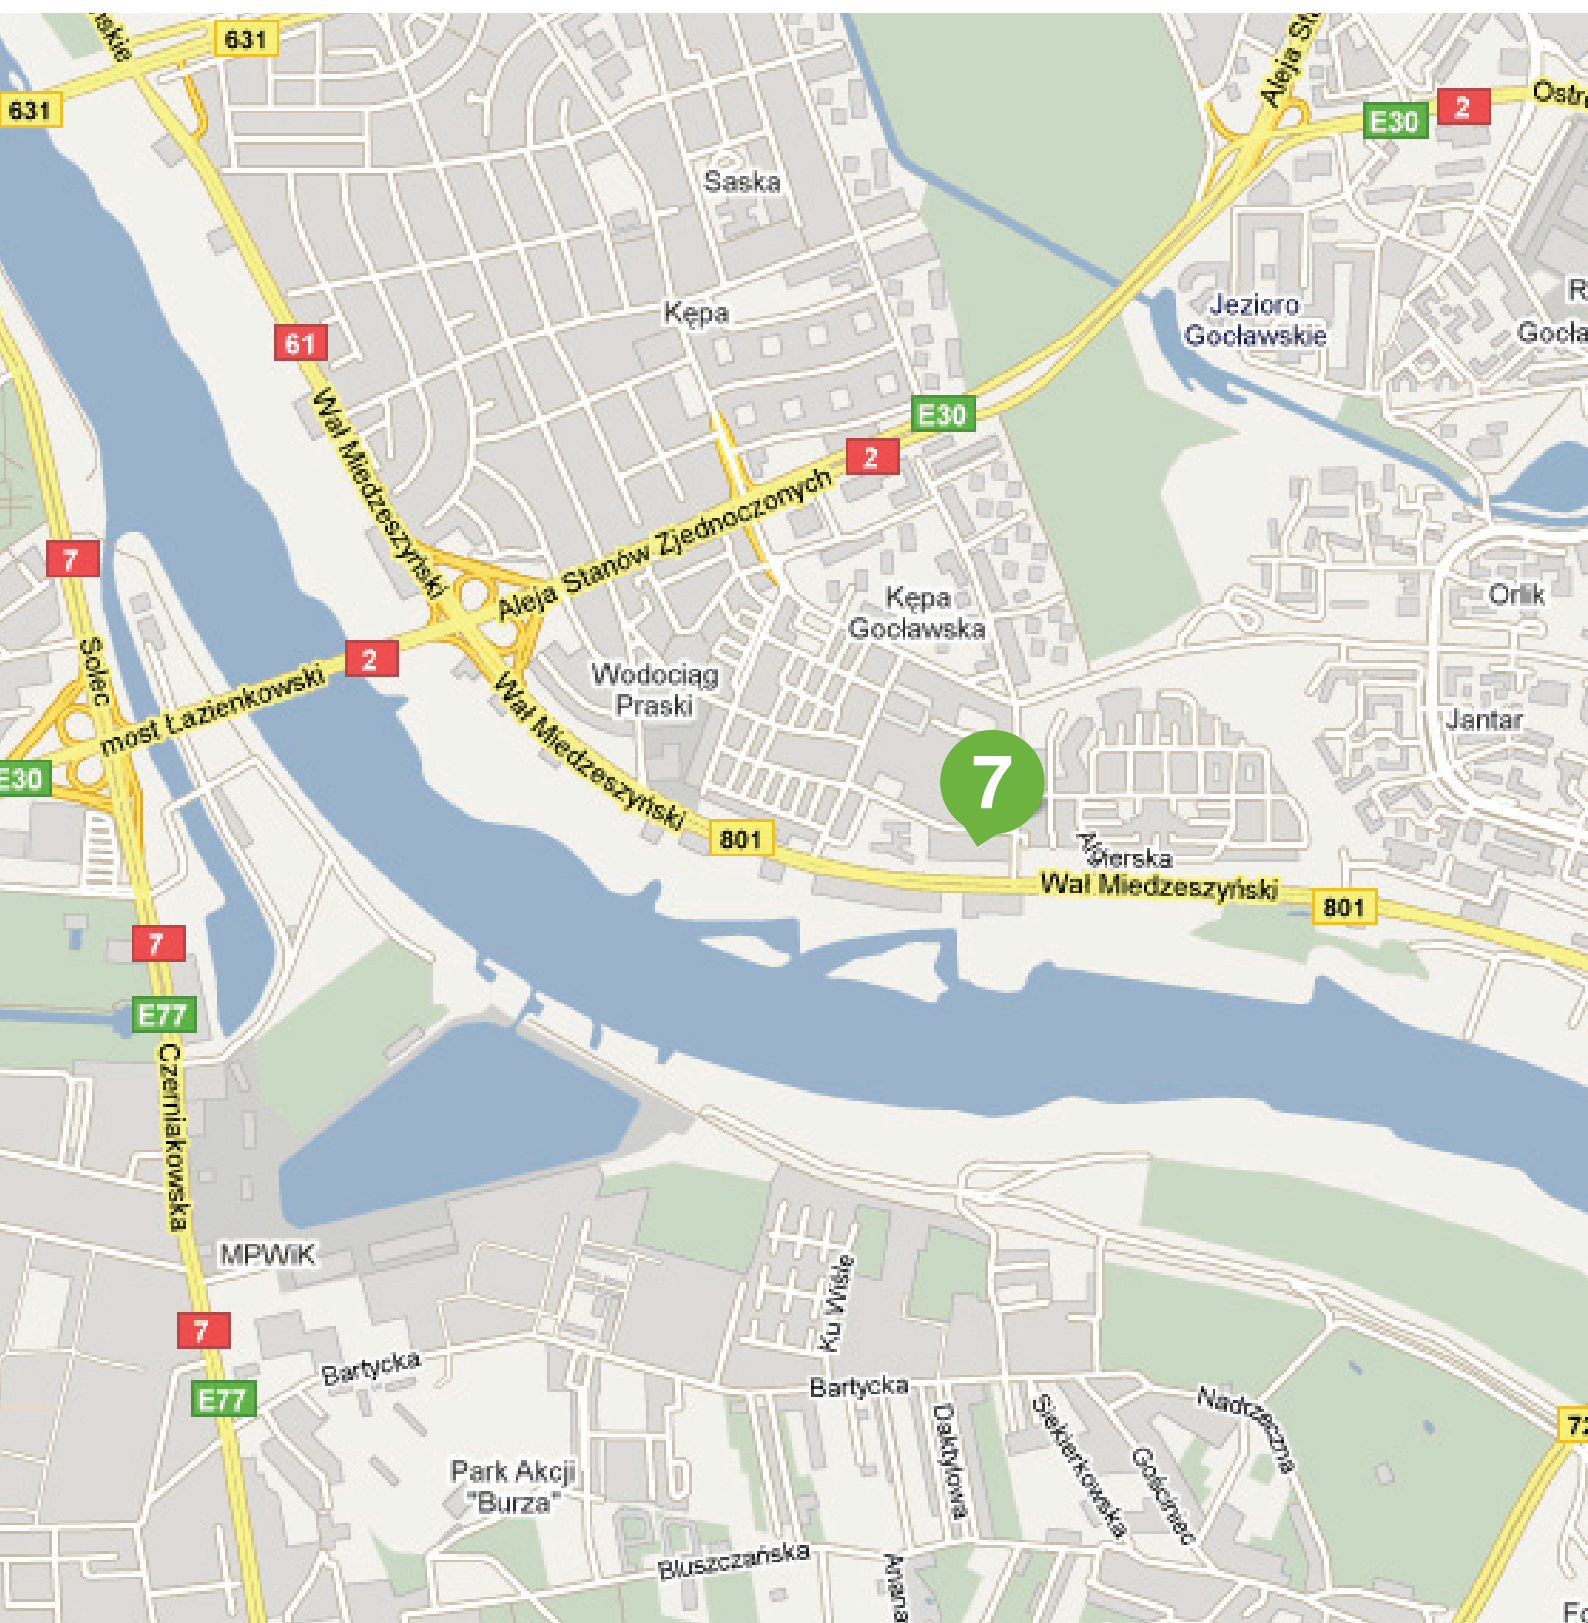 631
631
E30
2
Saska
Jezioro
Gocławskie
Kępa
61
E30
2
Wał Miedzeszyński
Aleja Stanów Zjednoczonych
7
Kępa
Gocławska
Orlik
Solec
2
most Łazienkowski
Wodociąg
Praski
Jantar
E30
Wał Miedzeszyński
7
801
Wał Miedzeszyński
801
7
E77
Czerniakowska
MPWiK
Ku Wiśle
7
Bartycka
E77
Bartycka
Nadrzeczna
Daktylowa
Siekierkowska
Gościniec
Park Akcji
"Burza"
Bluszczańska